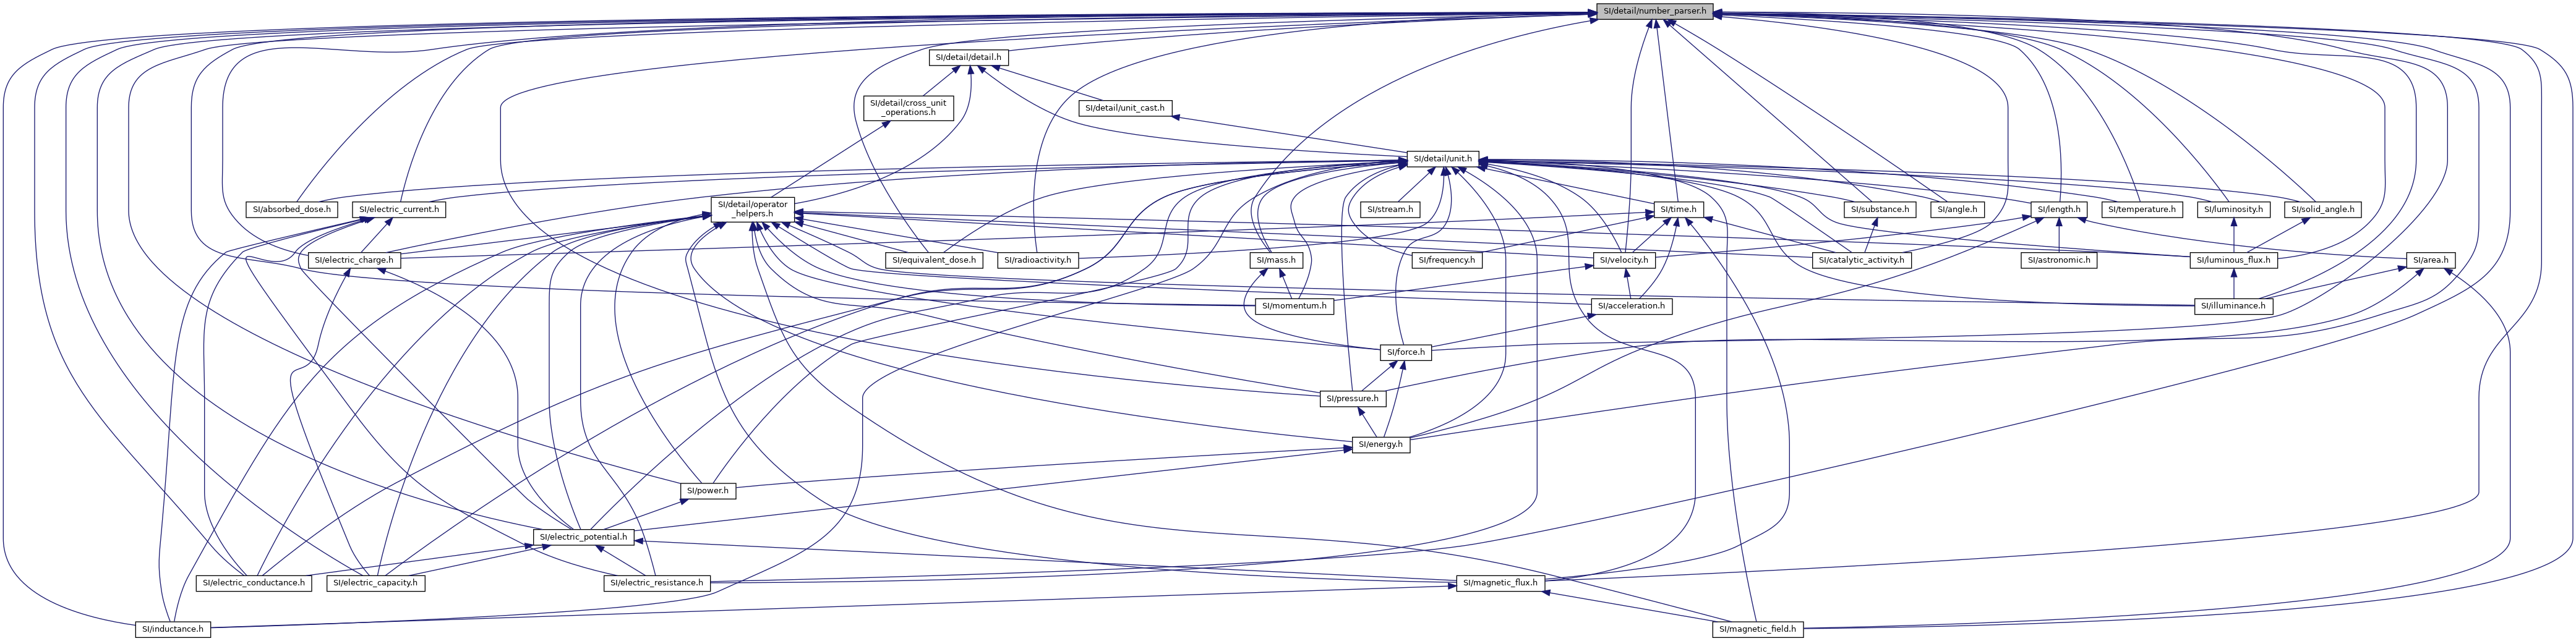 SI/detail/number_parser.h
SI/detail/detail.h
SI/detail/cross_unit
_operations.h
SI/detail/unit_cast.h
SI/detail/unit.h
SI/absorbed_dose.h
SI/electric_current.h
SI/detail/operator
_helpers.h
SI/stream.h
SI/time.h
SI/substance.h
SI/angle.h
SI/length.h
SI/temperature.h
SI/luminosity.h
SI/solid_angle.h
SI/electric_charge.h
SI/equivalent_dose.h
SI/radioactivity.h
SI/mass.h
SI/frequency.h
SI/velocity.h
SI/catalytic_activity.h
SI/astronomic.h
SI/luminous_flux.h
SI/area.h
SI/momentum.h
SI/acceleration.h
SI/illuminance.h
SI/force.h
SI/pressure.h
SI/energy.h
SI/power.h
SI/electric_potential.h
SI/electric_conductance.h
SI/electric_capacity.h
SI/electric_resistance.h
SI/magnetic_flux.h
SI/inductance.h
SI/magnetic_field.h